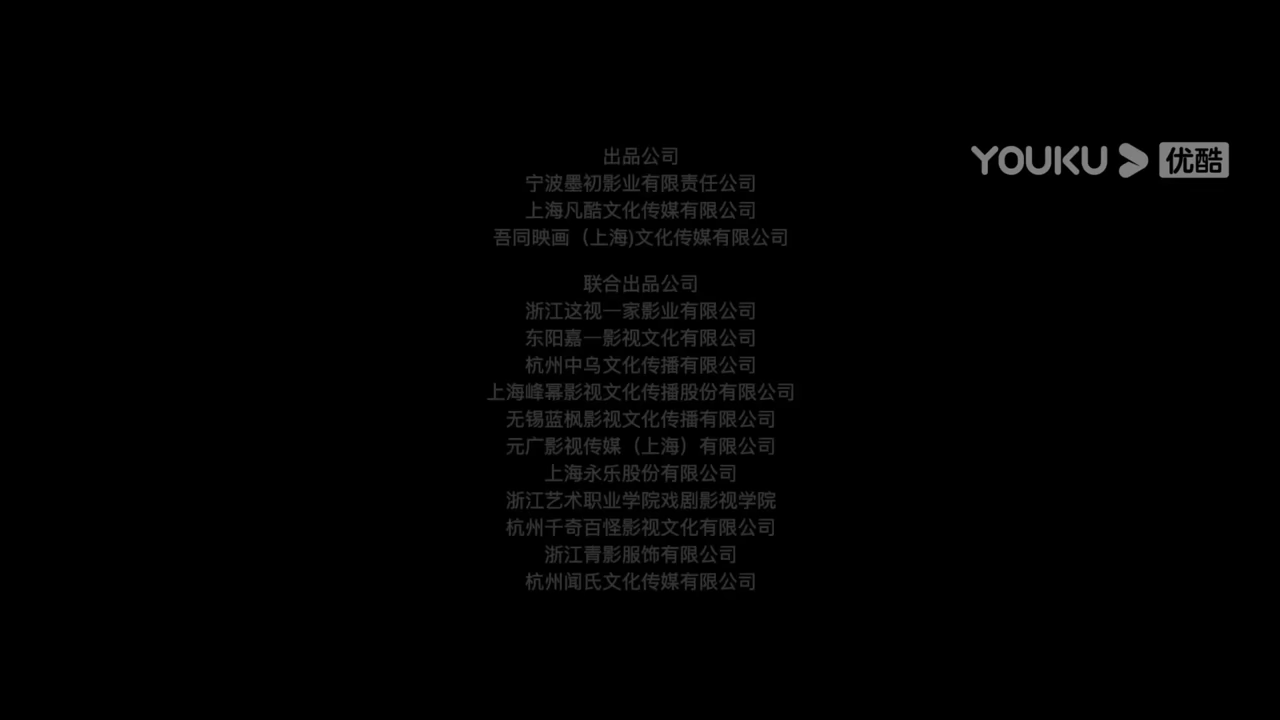 出品公司
宁波墨初影业有限责任公司
上海凡酷文化传媒有限公司
吾同映画（上海)文化传媒有限公司
联合出品公司
浙江这视一家影业有限公司
东阳嘉一影视文化有限公司
杭州中乌文化传播有限公司
上海峰幂影视文化传播股份有限公司
无锡蓝枫影视文化传播有限公司
元广影视传媒（上海）有限公司
上海永乐股份有限公司
浙江艺术职业学院戏剧影视学院
杭州千奇百怪影视文化有限公司
浙江青影服饰有限公司
杭州闻氏文化传媒有限公司
YOUKU 优酷